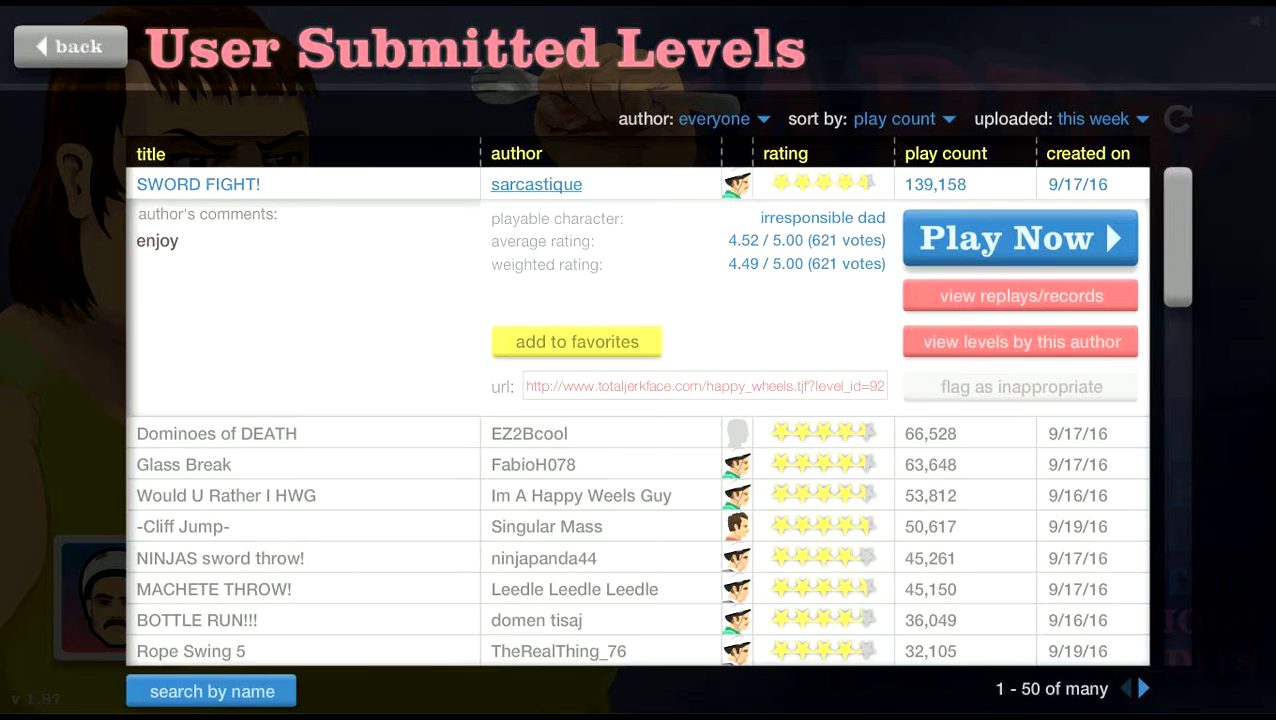 back
User Submitted Levels
author: everyone sort by: play count uploaded: this week
title author rating play count created on
SWORD FIGHT! sarcastique 139,158 9/17/16
author's comments:
enjoy
playable character: irresponsible dad
average rating: 4.52 / 5.00 (621 votes)
weighted rating: 4.49 / 5.00 (621 votes)
Play Now
view replays/records
add to favorites
view levels by this author
url: http://www.totaljerkface.com/happy_wheels.tjf?level_id=92
flag as inappropriate
Dominoes of DEATH EZ2Bcool 66,528 9/17/16
Glass Break FabioH078 63,648 9/17/16
Would U Rather I HWG Im A Happy Weels Guy 53,812 9/16/16
-Cliff Jump- Singular Mass 50,617 9/19/16
NINJAS sword throw! ninjapanda44 45,261 9/17/16
MACHETE THROW! Leedle Leedle Leedle 45,150 9/17/16
BOTTLE RUN!!! domen tisaj 36,049 9/16/16
Rope Swing 5 TheRealThing_76 32,105 9/19/16
search by name
1 - 50 of many
v 1.87